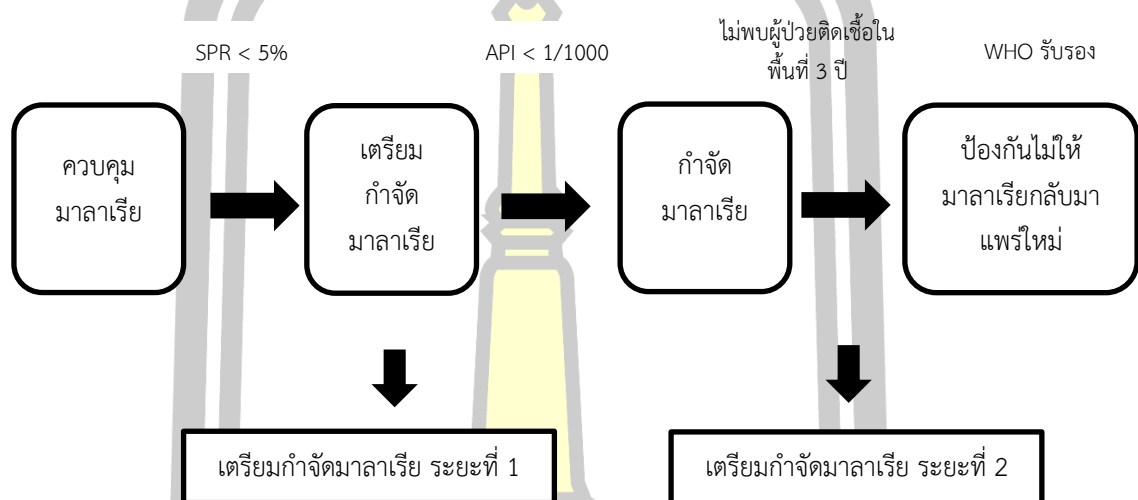 SPR < 5%
API < 1/1000
ไม่พบผู้ป่วยติดเชื้อใน
พื้นที่ 3 ปี
WHO รับรอง
ควบคุม
มาลาเรีย
เตรียม
กำจัด
มาลาเรีย
กำจัด
มาลาเรีย
ป้องกันไม่ให้
มาลาเรียกลับมา
แพร่ใหม่
เตรียมกำจัดมาลาเรีย ระยะที่ 1
เตรียมกำจัดมาลาเรีย ระยะที่ 2